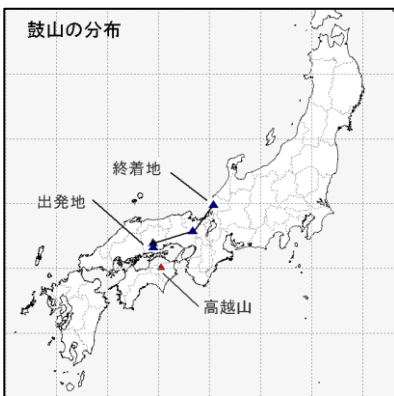 鼓山の分布
終着地
出発地
高越山